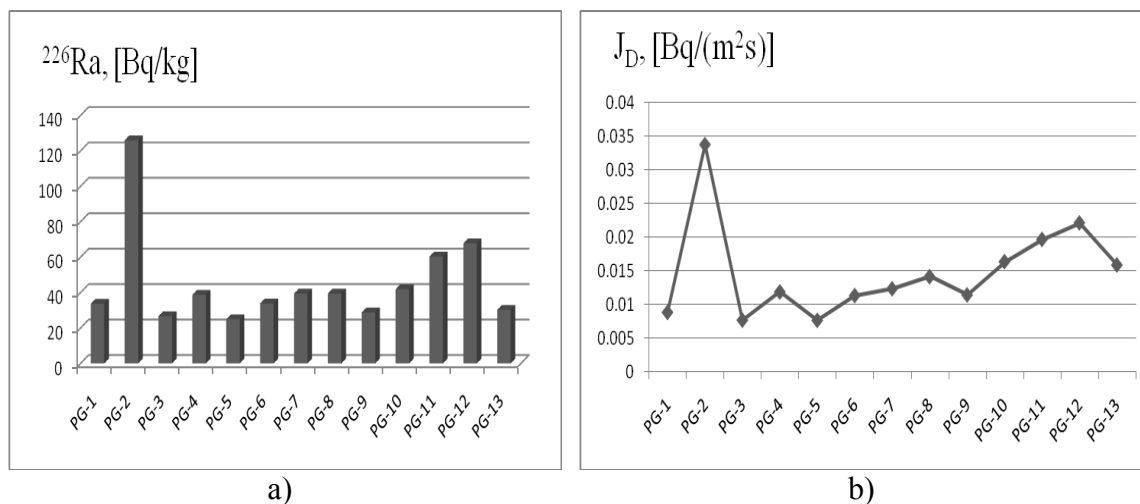 ²²⁶Ra, [Bq/kg]
140
120
100
80
60
40
20
0
PG-1 PG-2 PG-3 PG-4 PG-5 PG-6 PG-7 PG-8 PG-9 PG-10 PG-11 PG-12 PG-13
a)
J_D, [Bq/(m²s)]
0.04
0.035
0.03
0.025
0.02
0.015
0.01
0.005
0
PG-1 PG-2 PG-3 PG-4 PG-5 PG-6 PG-7 PG-8 PG-9 PG-10 PG-11 PG-12 PG-13
b)